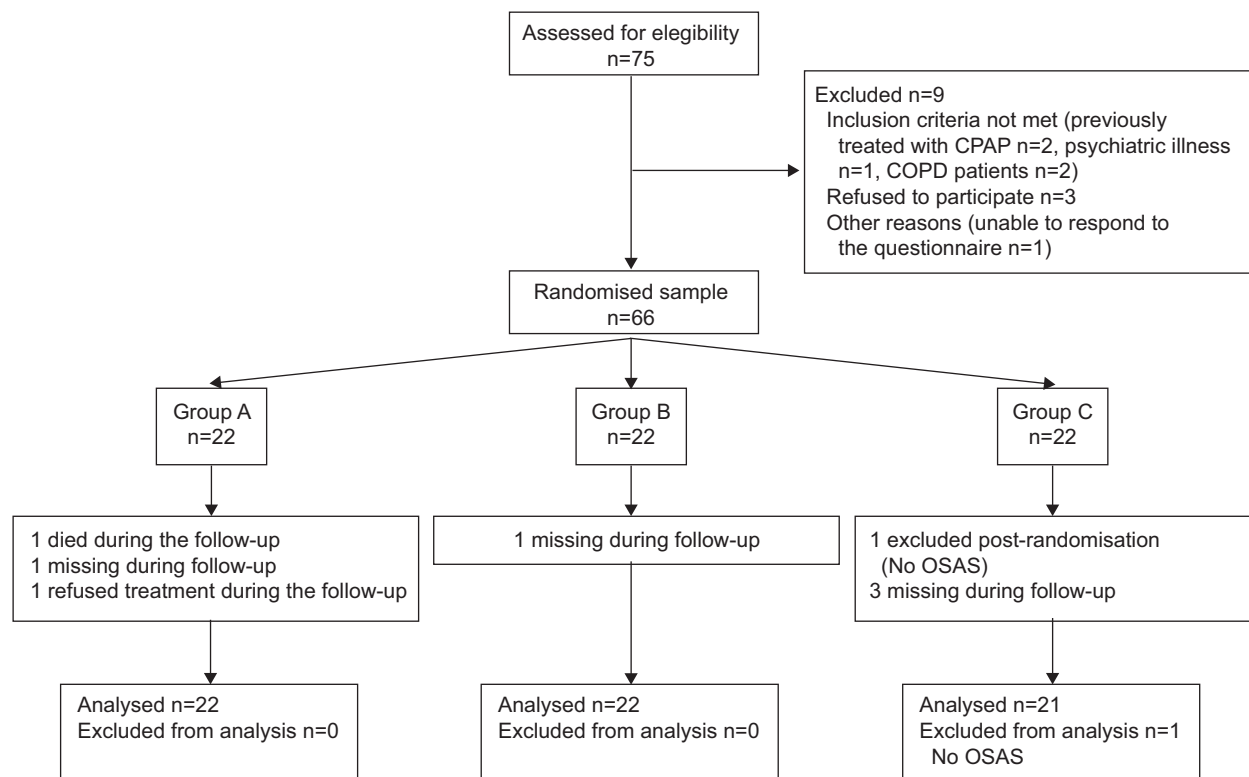 Assessed for elegibility
n=75
Excluded n=9
Inclusion criteria not met (previously
treated with CPAP n=2, psychiatric illness
n=1, COPD patients n=2)
Refused to participate n=3
Other reasons (unable to respond to
the questionnaire n=1)
Randomised sample
n=66
Group A
n=22
Group B
n=22
Group C
n=22
1 died during the follow-up
1 missing during follow-up
1 refused treatment during the follow-up
1 missing during follow-up
1 excluded post-randomisation
(No OSAS)
3 missing during follow-up
Analysed n=22
Excluded from analysis n=0
Analysed n=22
Excluded from analysis n=0
Analysed n=21
Excluded from analysis n=1
No OSAS